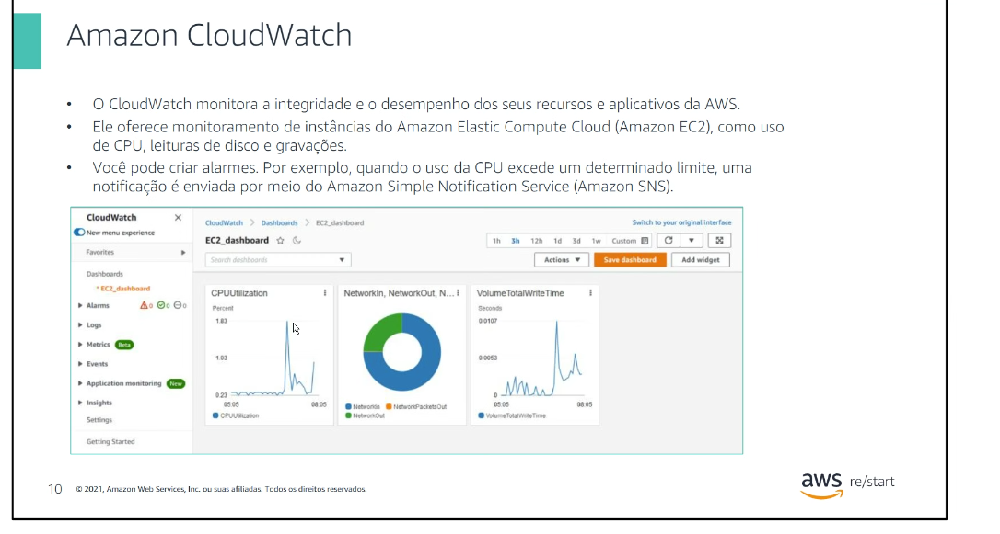 Amazon CloudWatch
• O CloudWatch monitora a integridade e o desempenho dos seus recursos e aplicativos da AWS.
• Ele oferece monitoramento de instâncias do Amazon Elastic Compute Cloud (Amazon EC2), como uso
de CPU, leituras de disco e gravações.
• Você pode criar alarmes. Por exemplo, quando o uso da CPU excede um determinado limite, uma
notificação é enviada por meio do Amazon Simple Notification Service (Amazon SNS).
CloudWatch
New menu experience
Favorites
Dashboards
* EC2_dashboard
Alarms 0 0 0
Logs
Metrics Beta
Events
Application monitoring New
Insights
Settings
Getting Started
CloudWatch > Dashboards > EC2_dashboard
Switch to your original interface
EC2_dashboard
1h 3h 12h 1d 3d 1w Custom
Search dashboards
Actions
Save dashboard
Add widget
CPUUtilization
Percent
1.83
1.03
0.23
05:05 08:05
CPUUtilization
NetworkIn, NetworkOut, N...
NetworkIn NetworkPacketsOut
NetworkOut
VolumeTotalWriteTime
Seconds
0.0107
0.0053
0
05:05 08:05
VolumeTotalWriteTime
10 © 2021, Amazon Web Services, Inc. ou suas afiliadas. Todos os direitos reservados.
aws re/start